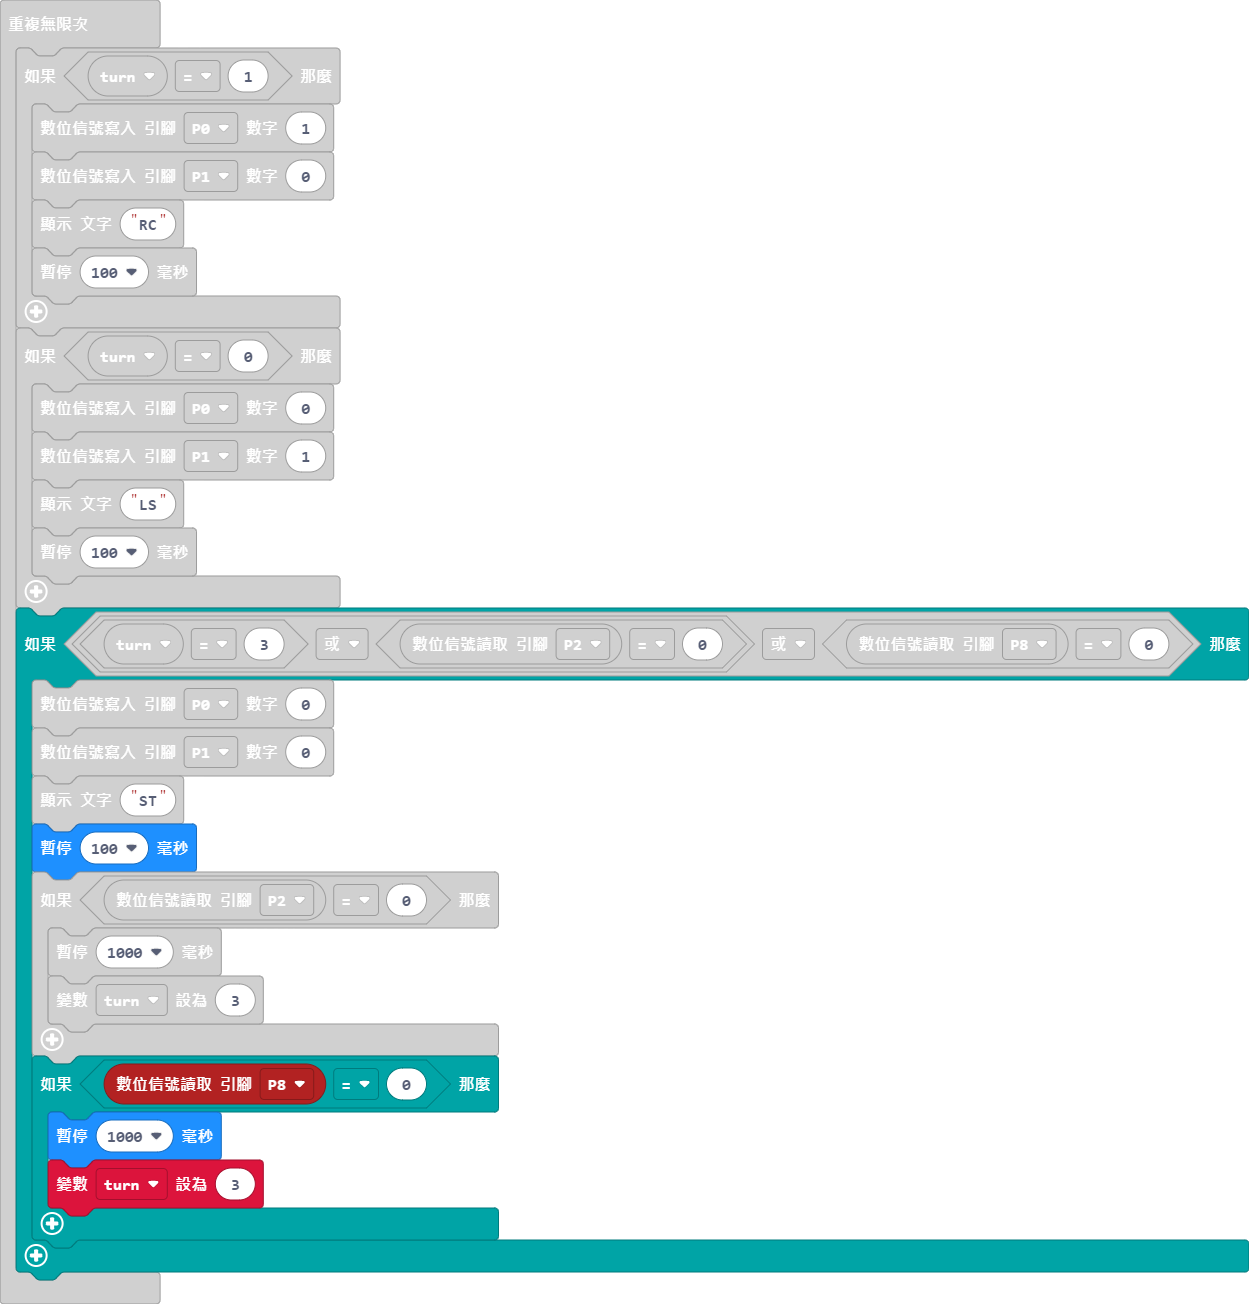 重複無限次
如果 turn = 1 那麼
數位信號寫入 引腳 P0 數字 1
數位信號寫入 引腳 P1 數字 0
顯示 文字 "RC"
暫停 100 毫秒
如果 turn = 0 那麼
數位信號寫入 引腳 P0 數字 0
數位信號寫入 引腳 P1 數字 1
顯示 文字 "LS"
暫停 100 毫秒
如果 turn = 3 或 數位信號讀取 引腳 P2 = 0 或 數位信號讀取 引腳 P8 = 0 那麼
數位信號寫入 引腳 P0 數字 0
數位信號寫入 引腳 P1 數字 0
顯示 文字 "ST"
暫停 100 毫秒
如果 數位信號讀取 引腳 P2 = 0 那麼
暫停 1000 毫秒
變數 turn 設為 3
如果 數位信號讀取 引腳 P8 = 0 那麼
暫停 1000 毫秒
變數 turn 設為 3